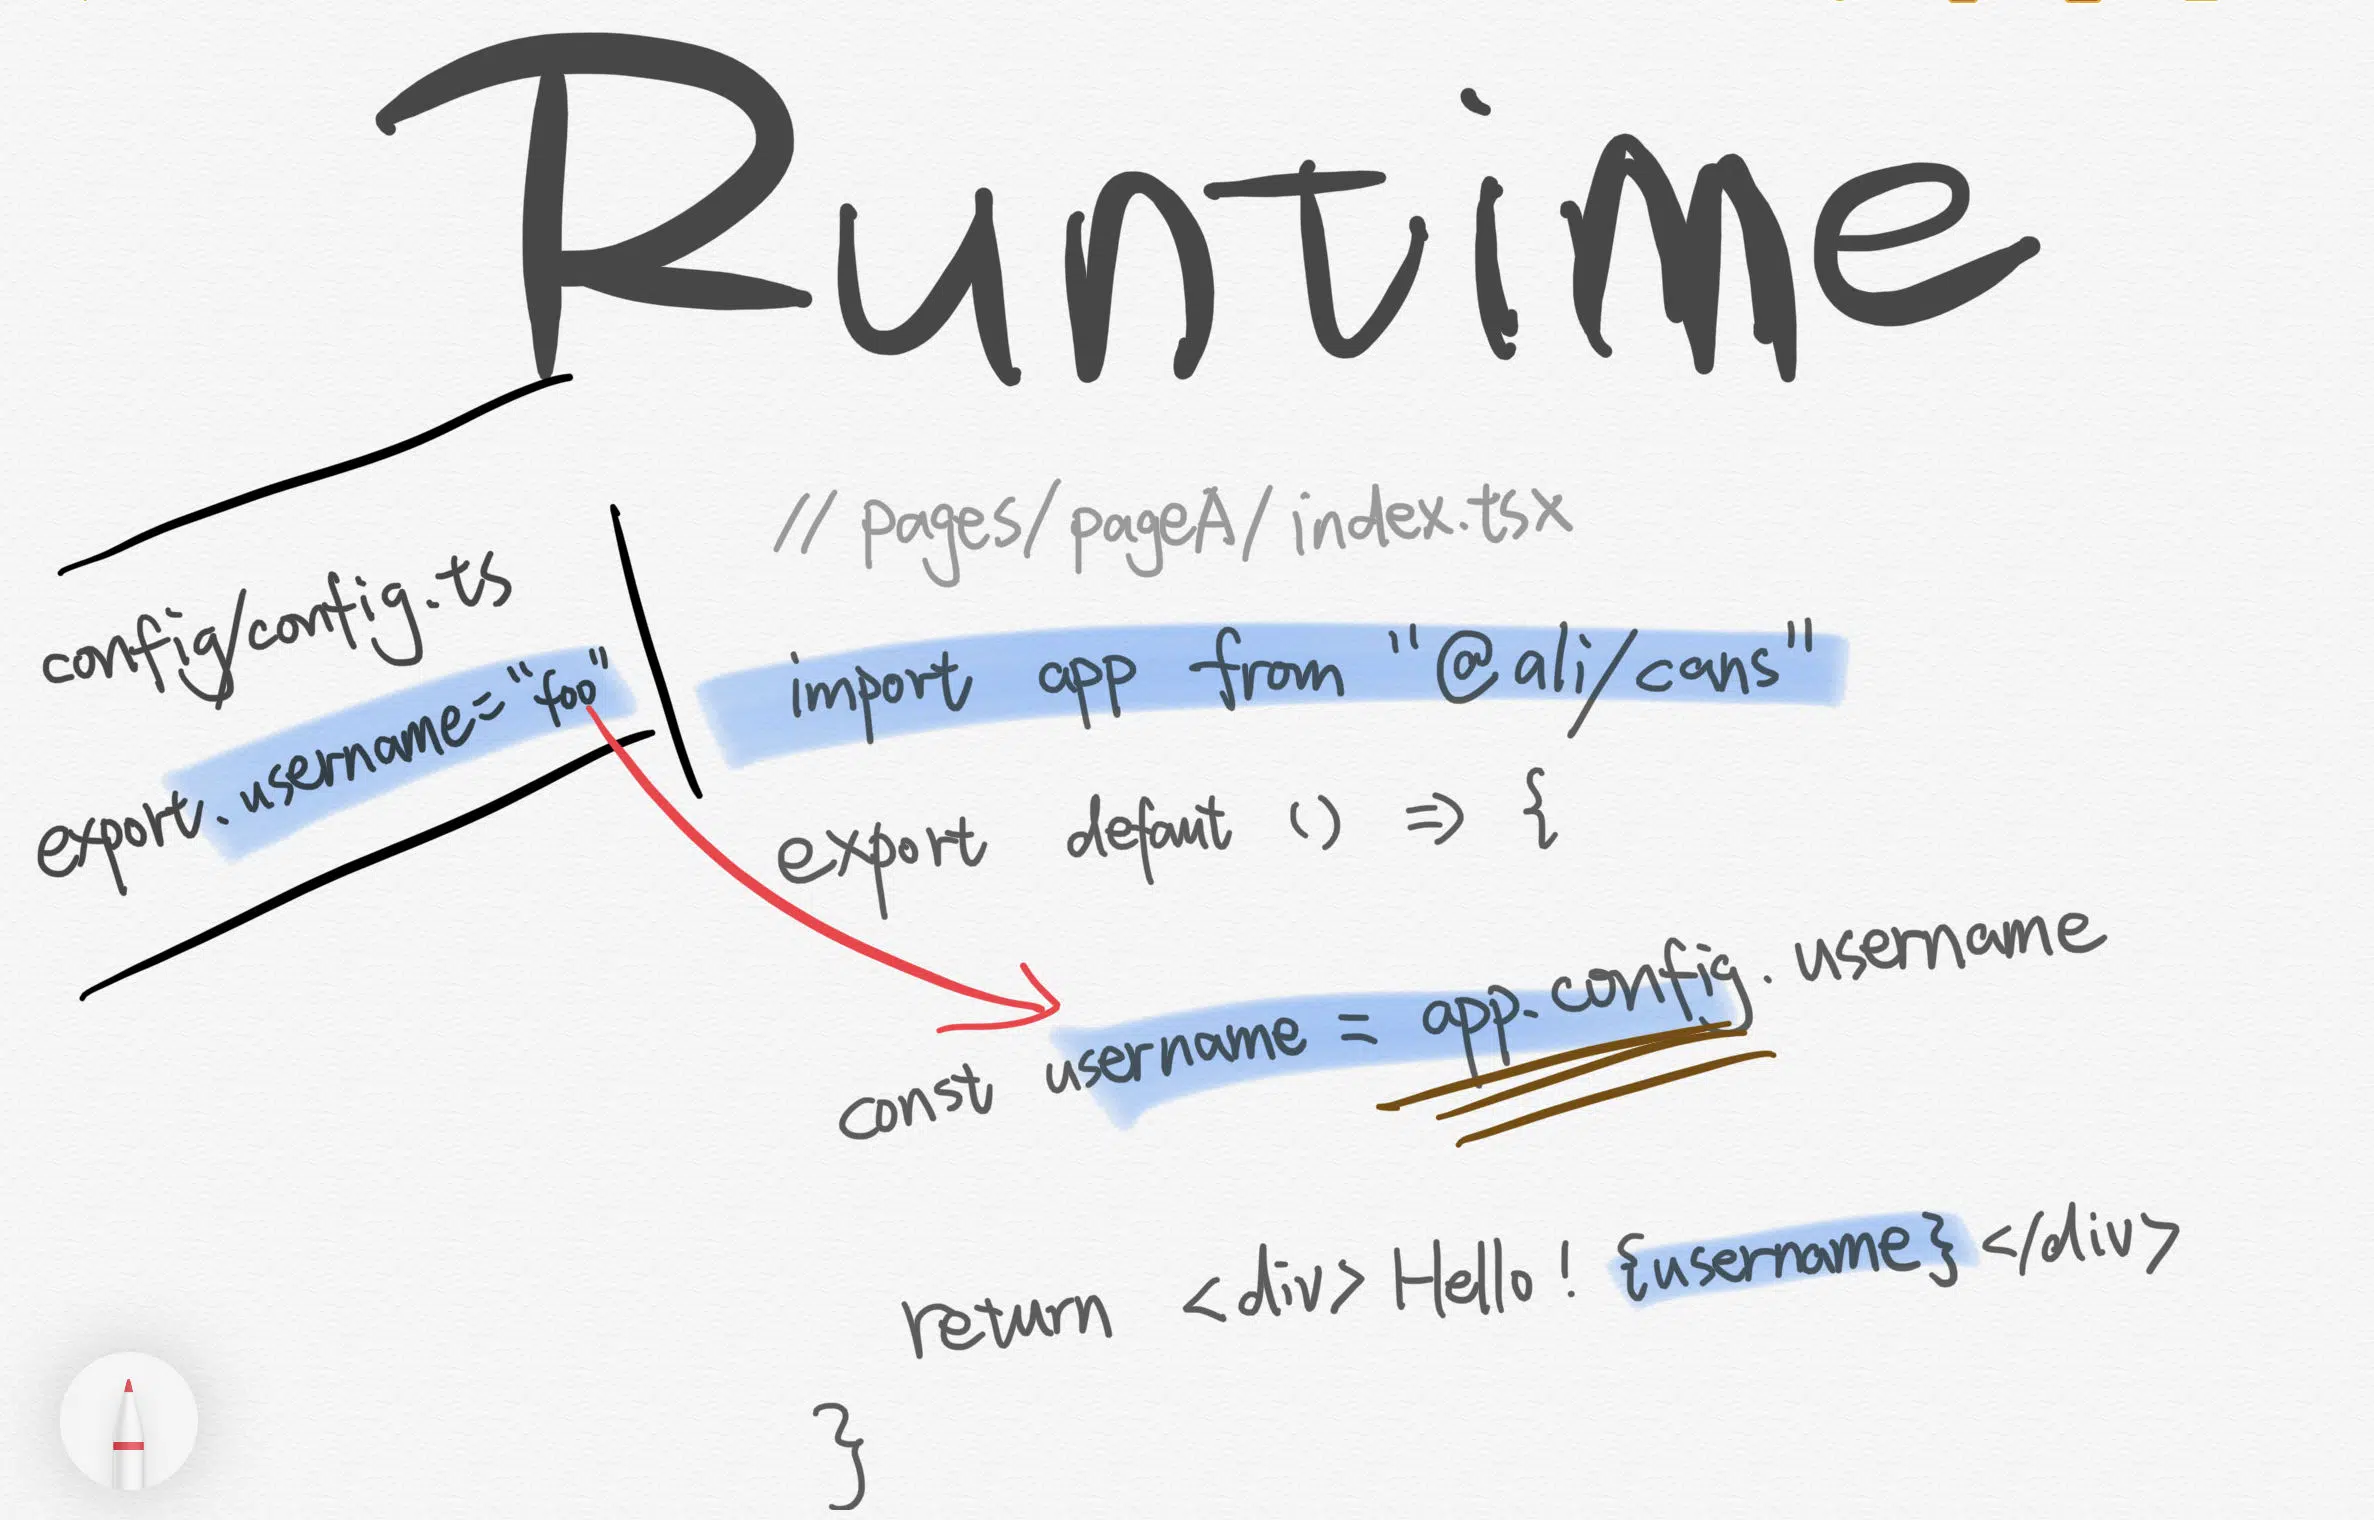 Runtime
config/config.ts
export.username="foo"
// pages/pageA/index.tsx
import app from "@ali/cans"
export defaut () => {
const username = app.config.username
return <div>Hello! {username}</div>
}